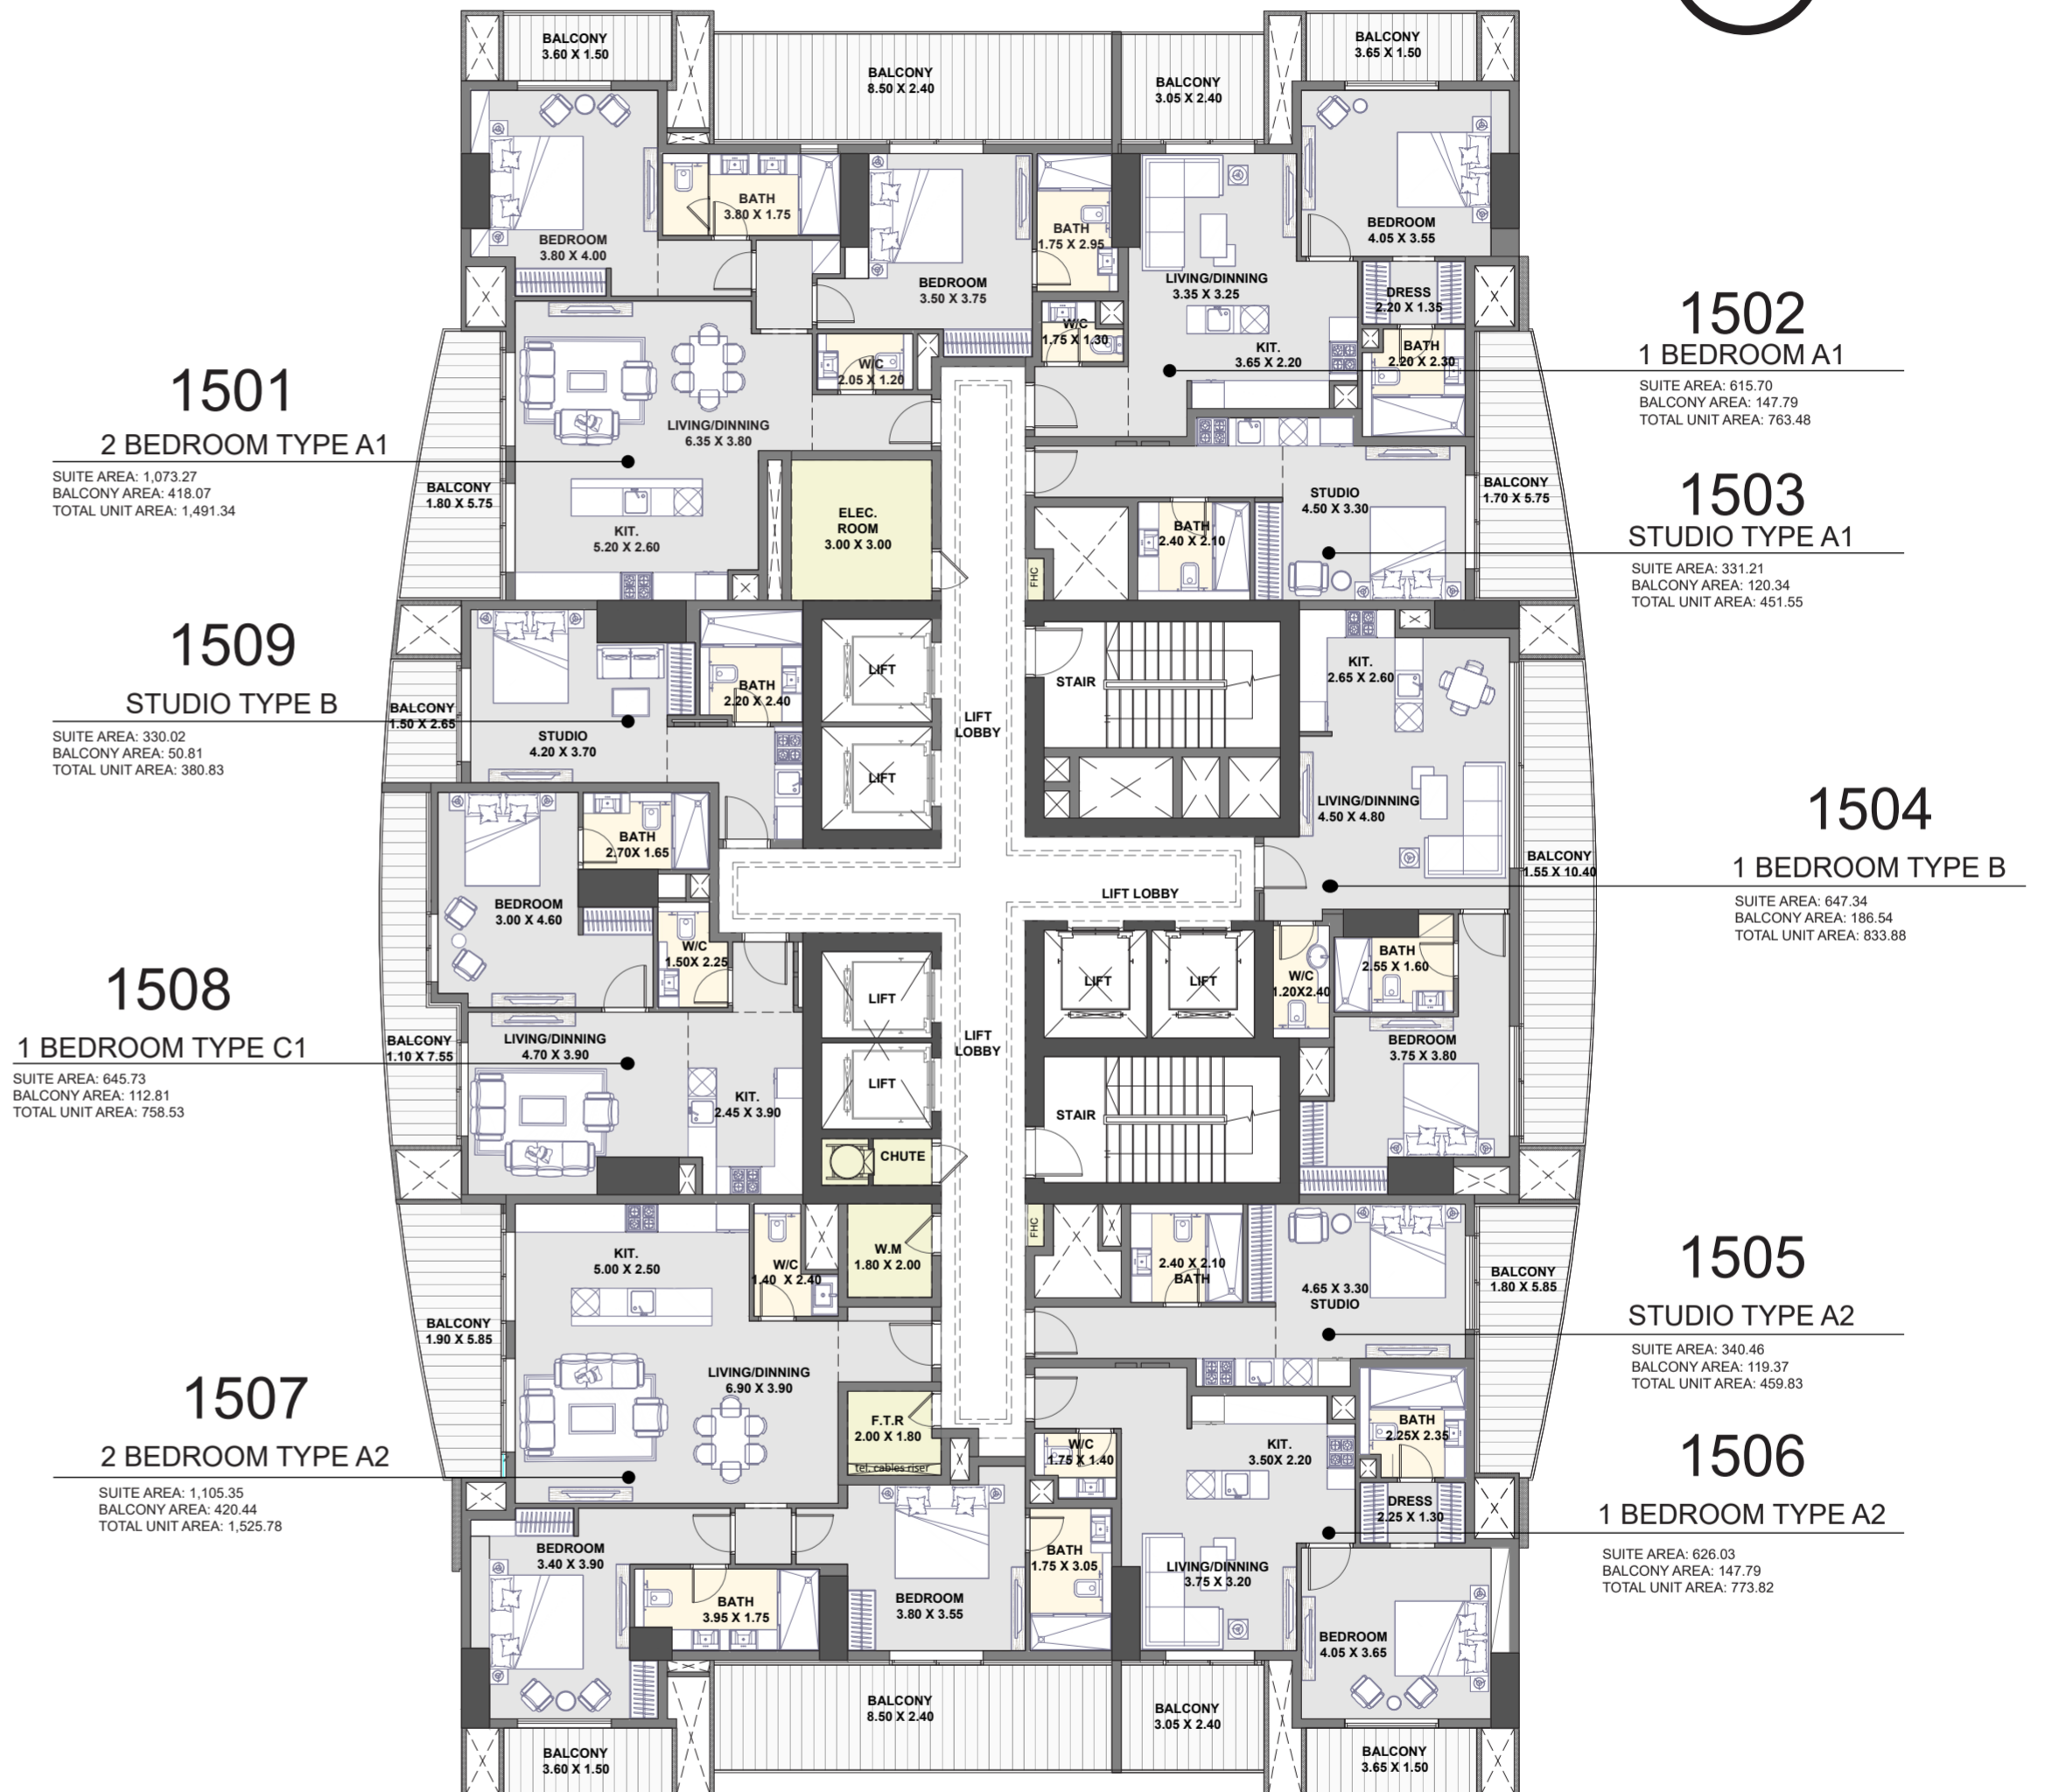 BALCONY
3.60 X 1.50
BALCONY
8.50 X 2.40
BALCONY
3.05 X 2.40
BALCONY
3.65 X 1.50
BEDROOM
3.80 X 4.00
BATH
3.80 X 1.75
BEDROOM
3.50 X 3.75
BATH
1.75 X 2.95
W/C
1.75 X 1.30
LIVING/DINNING
3.35 X 3.25
KIT.
3.65 X 2.20
BEDROOM
4.05 X 3.55
DRESS
2.20 X 1.35
BATH
2.20 X 2.30
W/C
2.05 X 1.20
LIVING/DINNING
6.35 X 3.80
KIT.
5.20 X 2.60
BALCONY
1.80 X 5.75
ELEC.
ROOM
3.00 X 3.00
1501
2 BEDROOM TYPE A1
SUITE AREA: 1,073.27
BALCONY AREA: 418.07
TOTAL UNIT AREA: 1,491.34
1502
1 BEDROOM A1
SUITE AREA: 615.70
BALCONY AREA: 147.79
TOTAL UNIT AREA: 763.48
1503
STUDIO TYPE A1
SUITE AREA: 331.21
BALCONY AREA: 120.34
TOTAL UNIT AREA: 451.55
STUDIO
4.50 X 3.30
BATH
2.40 X 2.10
BALCONY
1.70 X 5.75
FHC
1509
STUDIO TYPE B
SUITE AREA: 330.02
BALCONY AREA: 50.81
TOTAL UNIT AREA: 380.83
BALCONY
1.50 X 2.65
STUDIO
4.20 X 3.70
BATH
2.20 X 2.40
LIFT
LIFT
LIFT
LOBBY
STAIR
KIT.
2.65 X 2.60
LIVING/DINNING
4.50 X 4.80
BALCONY
1.55 X 10.40
1504
1 BEDROOM TYPE B
SUITE AREA: 647.34
BALCONY AREA: 186.54
TOTAL UNIT AREA: 833.88
BATH
2.70X 1.65
BEDROOM
3.00 X 4.60
W/C
1.50X 2.25
LIFT LOBBY
LIFT
LIFT
W/C
1.20X2.40
BATH
2.55 X 1.60
BEDROOM
3.75 X 3.80
1508
1 BEDROOM TYPE C1
SUITE AREA: 645.73
BALCONY AREA: 112.81
TOTAL UNIT AREA: 758.53
BALCONY
1.10 X 7.55
LIVING/DINNING
4.70 X 3.90
KIT.
2.45 X 3.90
LIFT
LIFT
LIFT
LOBBY
STAIR
CHUTE
W.M
1.80 X 2.00
FHC
2.40 X 2.10
BATH
4.65 X 3.30
STUDIO
BALCONY
1.80 X 5.85
1505
STUDIO TYPE A2
SUITE AREA: 340.46
BALCONY AREA: 119.37
TOTAL UNIT AREA: 459.83
KIT.
5.00 X 2.50
W/C
1.40 X 2.40
BALCONY
1.90 X 5.85
LIVING/DINNING
6.90 X 3.90
F.T.R
2.00 X 1.80
tel. cables riser
1507
2 BEDROOM TYPE A2
SUITE AREA: 1,105.35
BALCONY AREA: 420.44
TOTAL UNIT AREA: 1,525.78
W/C
1.75 X 1.40
KIT.
3.50X 2.20
BATH
2.25X 2.35
DRESS
2.25 X 1.30
1506
1 BEDROOM TYPE A2
SUITE AREA: 626.03
BALCONY AREA: 147.79
TOTAL UNIT AREA: 773.82
BEDROOM
3.40 X 3.90
BATH
3.95 X 1.75
BEDROOM
3.80 X 3.55
BATH
1.75 X 3.05
LIVING/DINNING
3.75 X 3.20
BEDROOM
4.05 X 3.65
BALCONY
3.60 X 1.50
BALCONY
8.50 X 2.40
BALCONY
3.05 X 2.40
BALCONY
3.65 X 1.50